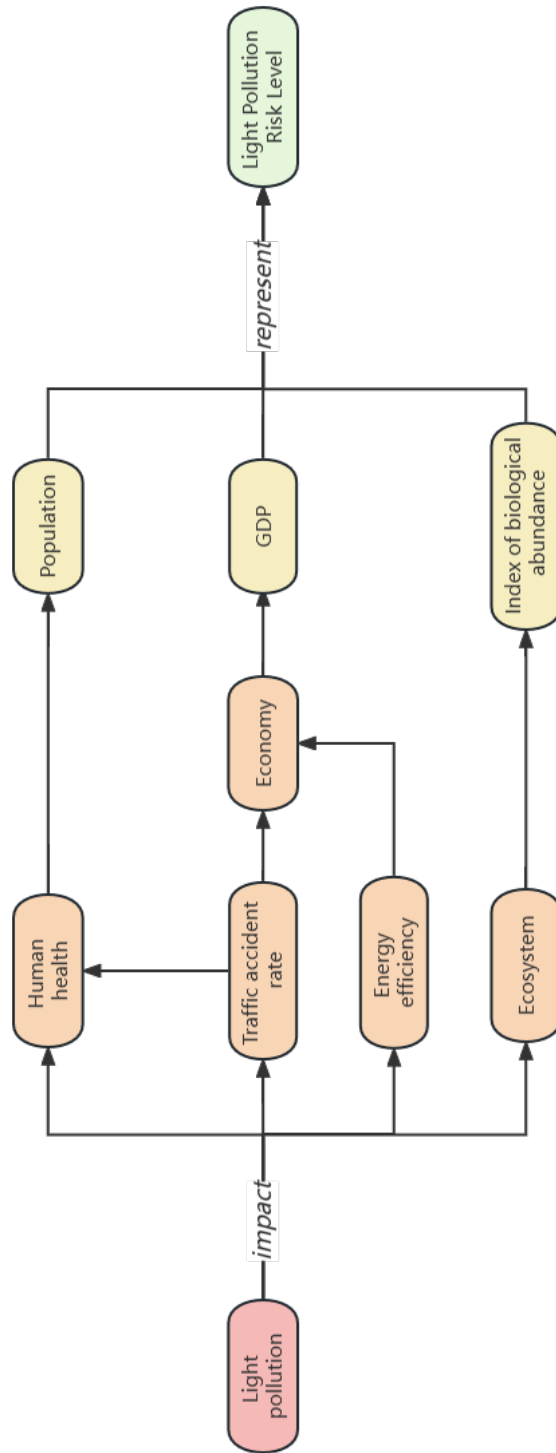 Light
pollution
impact
Human
health
Traffic accident
rate
Energy
efficiency
Ecosystem
Economy
Population
GDP
Index of biological
abundance
represent
Light Pollution
Risk Level